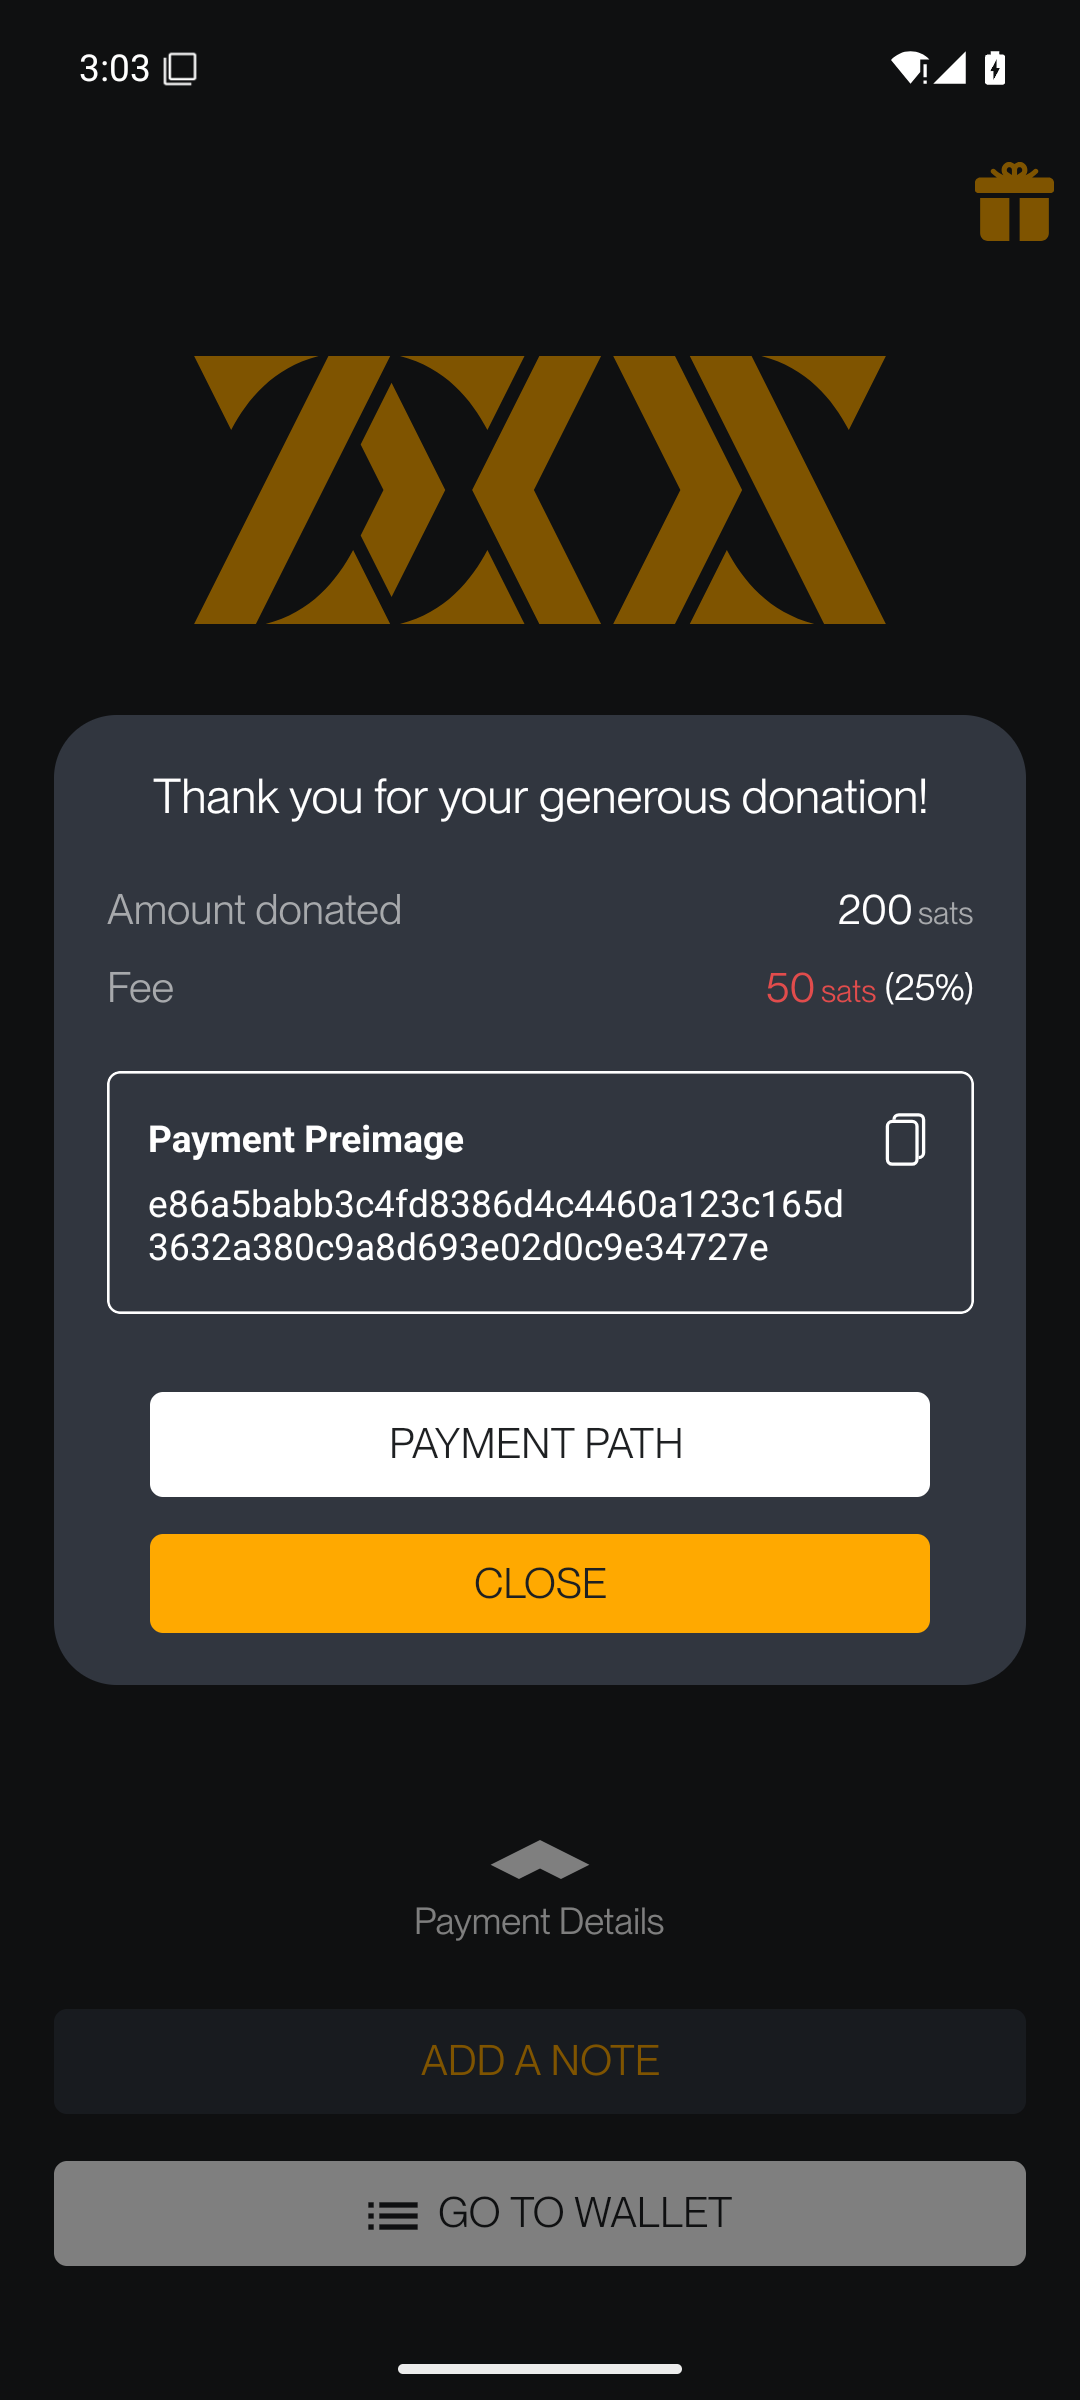 3:03
Thank you for your generous donation!
Amount donated 200 sats
Fee 50 sats (25%)
Payment Preimage
e86a5babb3c4fd8386d4c4460a123c165d
3632a380c9a8d693e02d0c9e34727e
PAYMENT PATH
CLOSE
Payment Details
ADD A NOTE
GO TO WALLET